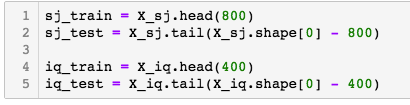 1 sj_train = X_sj.head(800)
2 sj_test = X_sj.tail(X_sj.shape[0] - 800)
3
4 iq_train = X_iq.head(400)
5 iq_test = X_iq.tail(X_iq.shape[0] - 400)